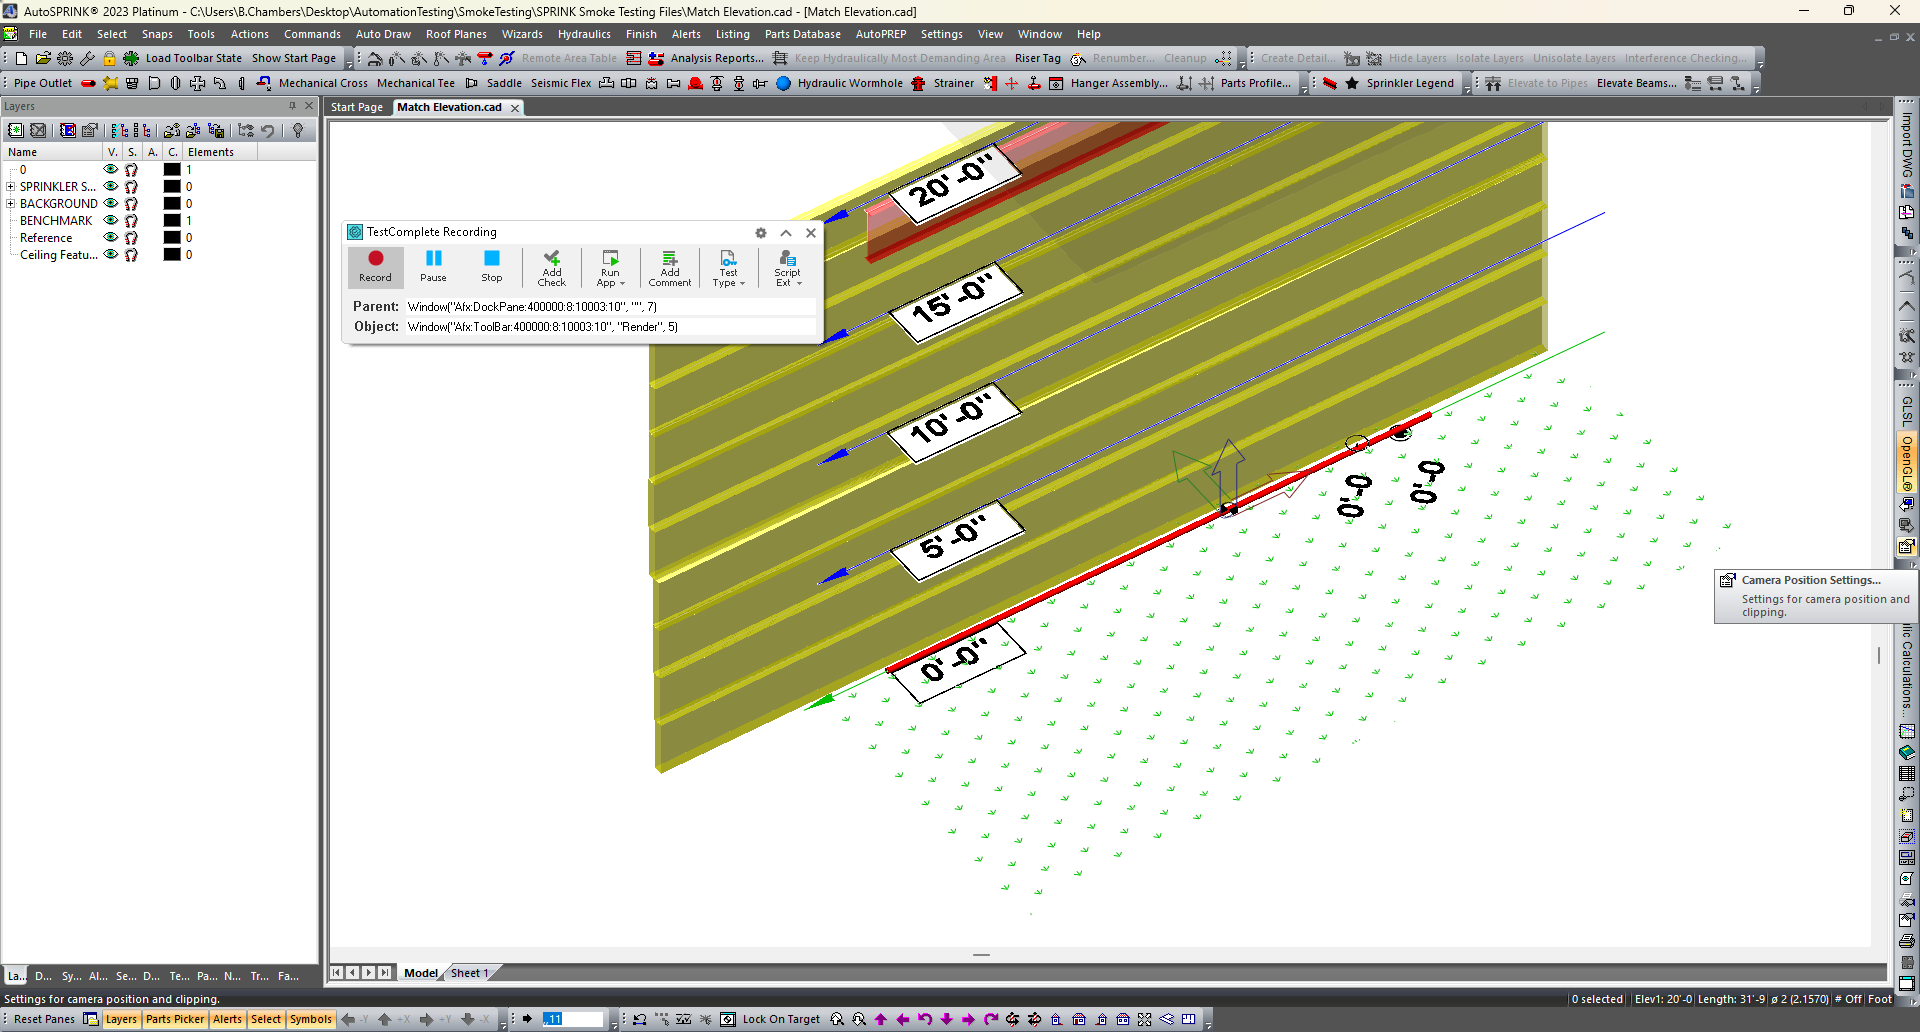 AutoSPRINK® 2023 Platinum - C:\Users\B.Chambers\Desktop\AutomationTesting\SmokeTesting\SPRINK Smoke Testing Files\Match Elevation.cad - [Match Elevation.cad]
File Edit Select Snaps Tools Actions Commands Auto Draw Roof Planes Wizards Hydraulics Finish Alerts Listing Parts Database AutoPREP Settings View Window Help
Load Toolbar State Show Start Page Remote Area Table Analysis Reports... Keep Hydraulically Most Demanding Area Riser Tag Renumber... Cleanup Create Detail... Hide Layers Isolate Layers Unisolate Layers Interference Checking...
Pipe Outlet Mechanical Cross Mechanical Tee Saddle Seismic Flex Hydraulic Wormhole Strainer Hanger Assembly... Parts Profile... Sprinkler Legend Elevate to Pipes Elevate Beams...
Layers
Start Page Match Elevation.cad
Name V. S. A. C. Elements
0 1
SPRINKLER S... 0
BACKGROUND 0
BENCHMARK 1
Reference 0
Ceiling Featu... 0
TestComplete Recording
Record Pause Stop Add Check Run App Add Comment Test Type Script Ext
Parent: Window("Afx:DockPane:400000:8:10003:10", "", 7)
Object: Window("Afx:ToolBar:400000:8:10003:10", "Render", 5)
20'-0"
15'-0"
10'-0"
5'-0"
0'-0"
0-0
0-0
Import DWG
GLSL
OpenGL®
Camera Position Settings...
Settings for camera position and
clipping.
lic Calculations...
La... D... Sy... Al... Se... D... Te... Pa... N... Tr... Fa...
Model Sheet 1
Settings for camera position and clipping.
0 selected Elev1: 20'-0 Length: 31'-9 ø 2 (2.1570) # Off Foot
Reset Panes Layers Parts Picker Alerts Select Symbols -Y +X +Y -X ,,11 Lock On Target